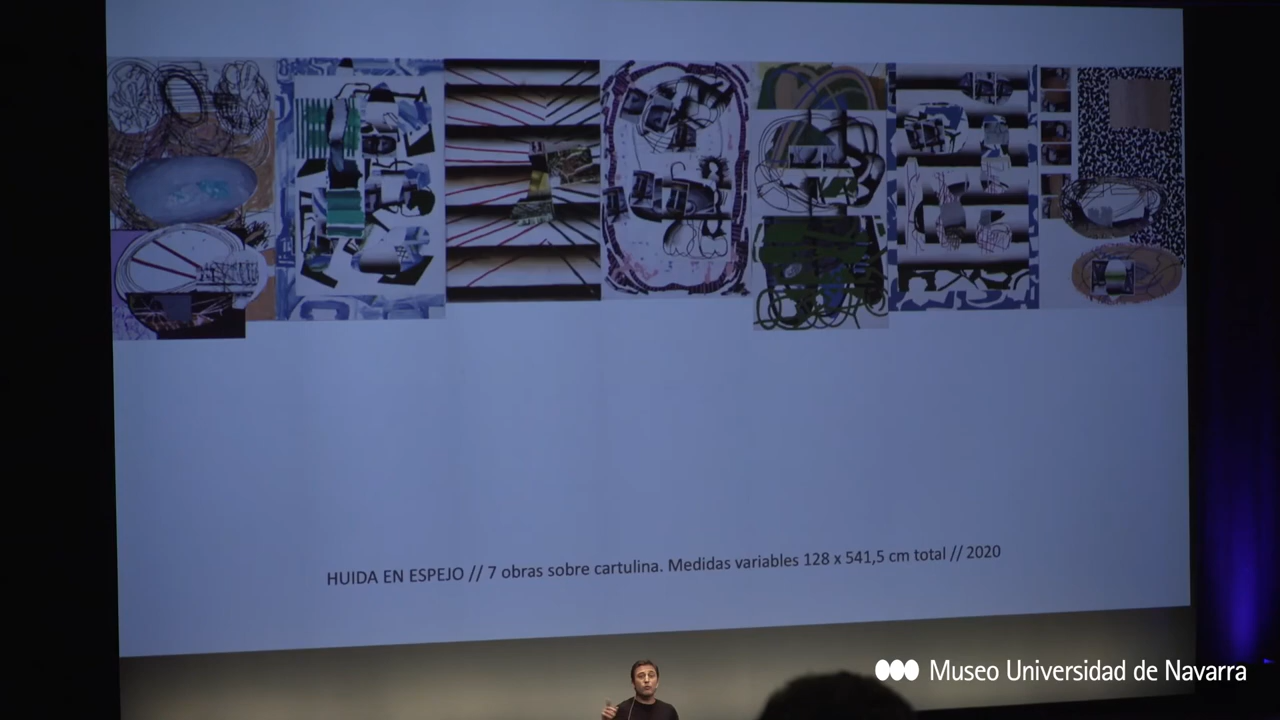 HUIDA EN ESPEJO // 7 obras sobre cartulina. Medidas variables 128 x 541,5 cm total // 2020
Museo Universidad de Navarra